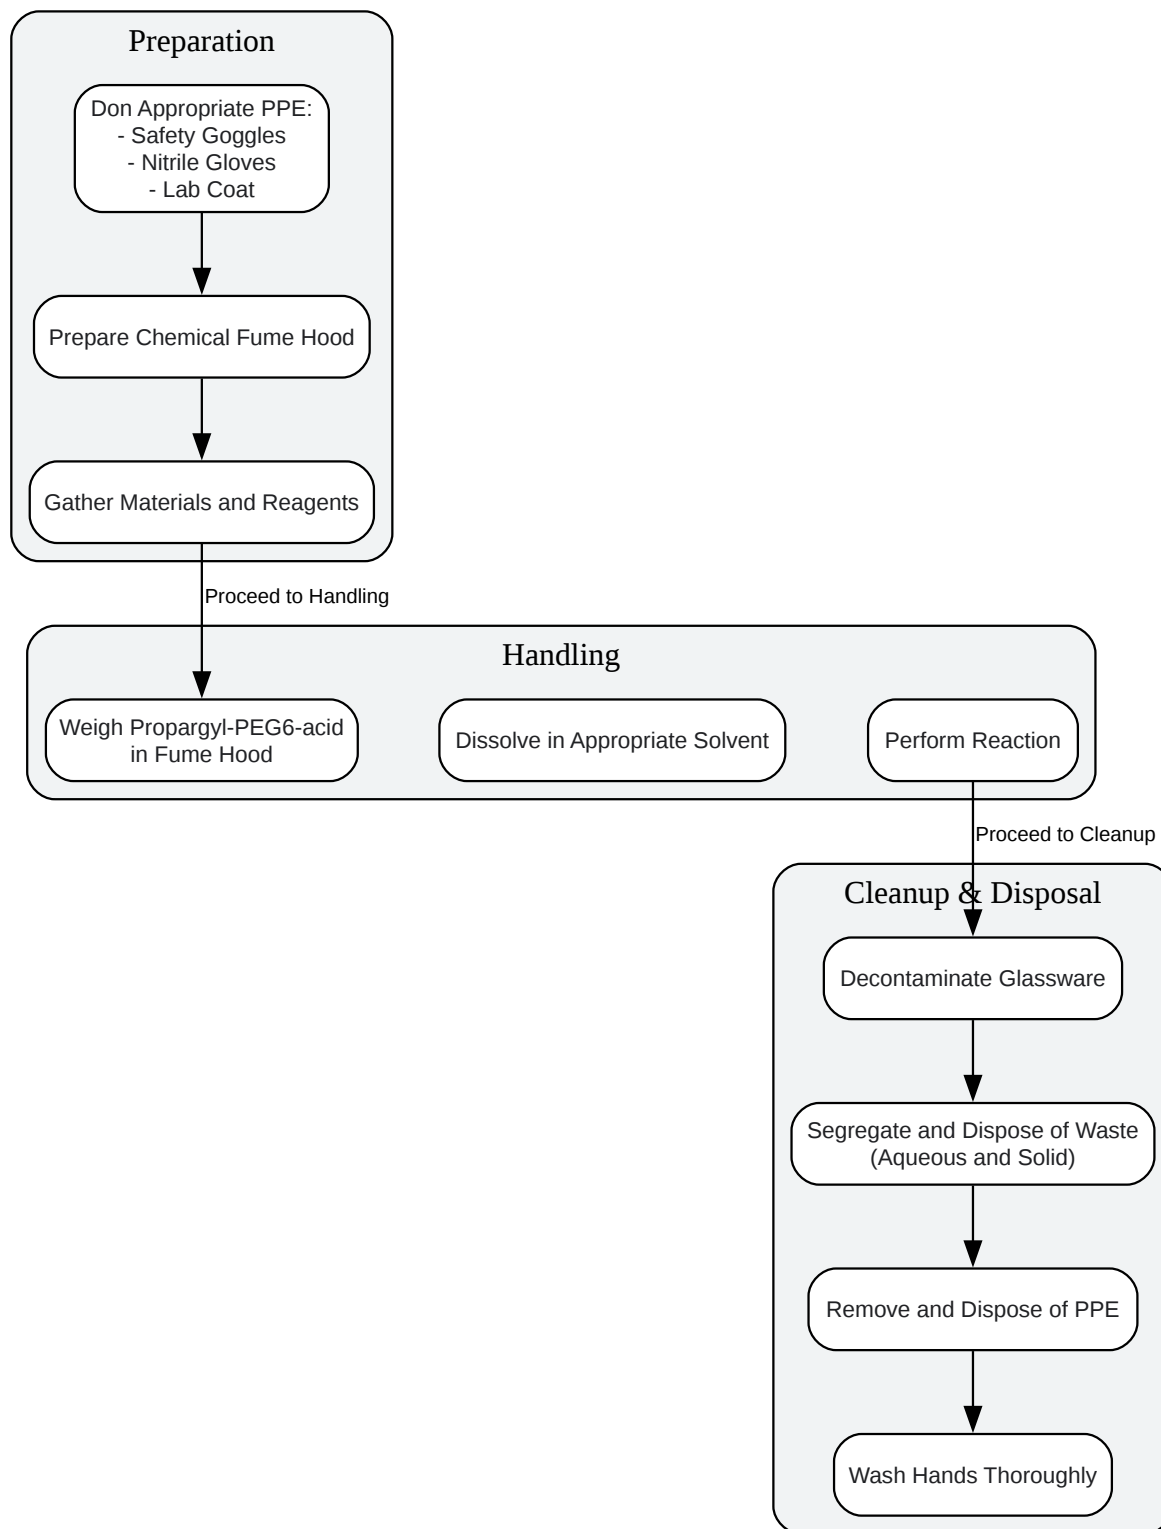 Preparation
Don Appropriate PPE:
- Safety Goggles
- Nitrile Gloves
- Lab Coat
Prepare Chemical Fume Hood
Gather Materials and Reagents
Proceed to Handling
Handling
Weigh Propargyl-PEG6-acid
in Fume Hood
Dissolve in Appropriate Solvent
Perform Reaction
Proceed to Cleanup
Cleanup & Disposal
Decontaminate Glassware
Segregate and Dispose of Waste
(Aqueous and Solid)
Remove and Dispose of PPE
Wash Hands Thoroughly